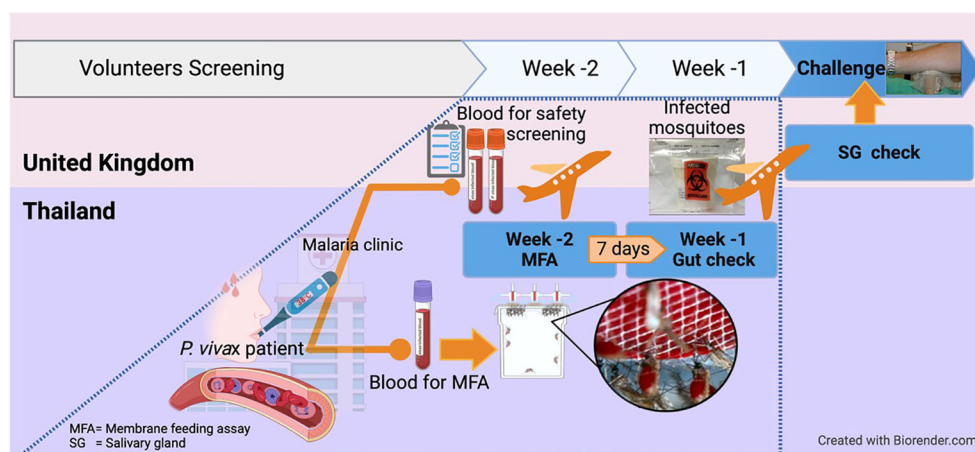 Volunteers Screening
Week -2
Week -1
Challenge
Blood for safety
screening
Infected
mosquitoes
SG check
United Kingdom
Thailand
Malaria clinic
Week -2
MFA
7 days
Week -1
Gut check
P. vivax patient
Blood for MFA
MFA= Membrane feeding assay
SG = Salivary gland
Created with Biorender.com